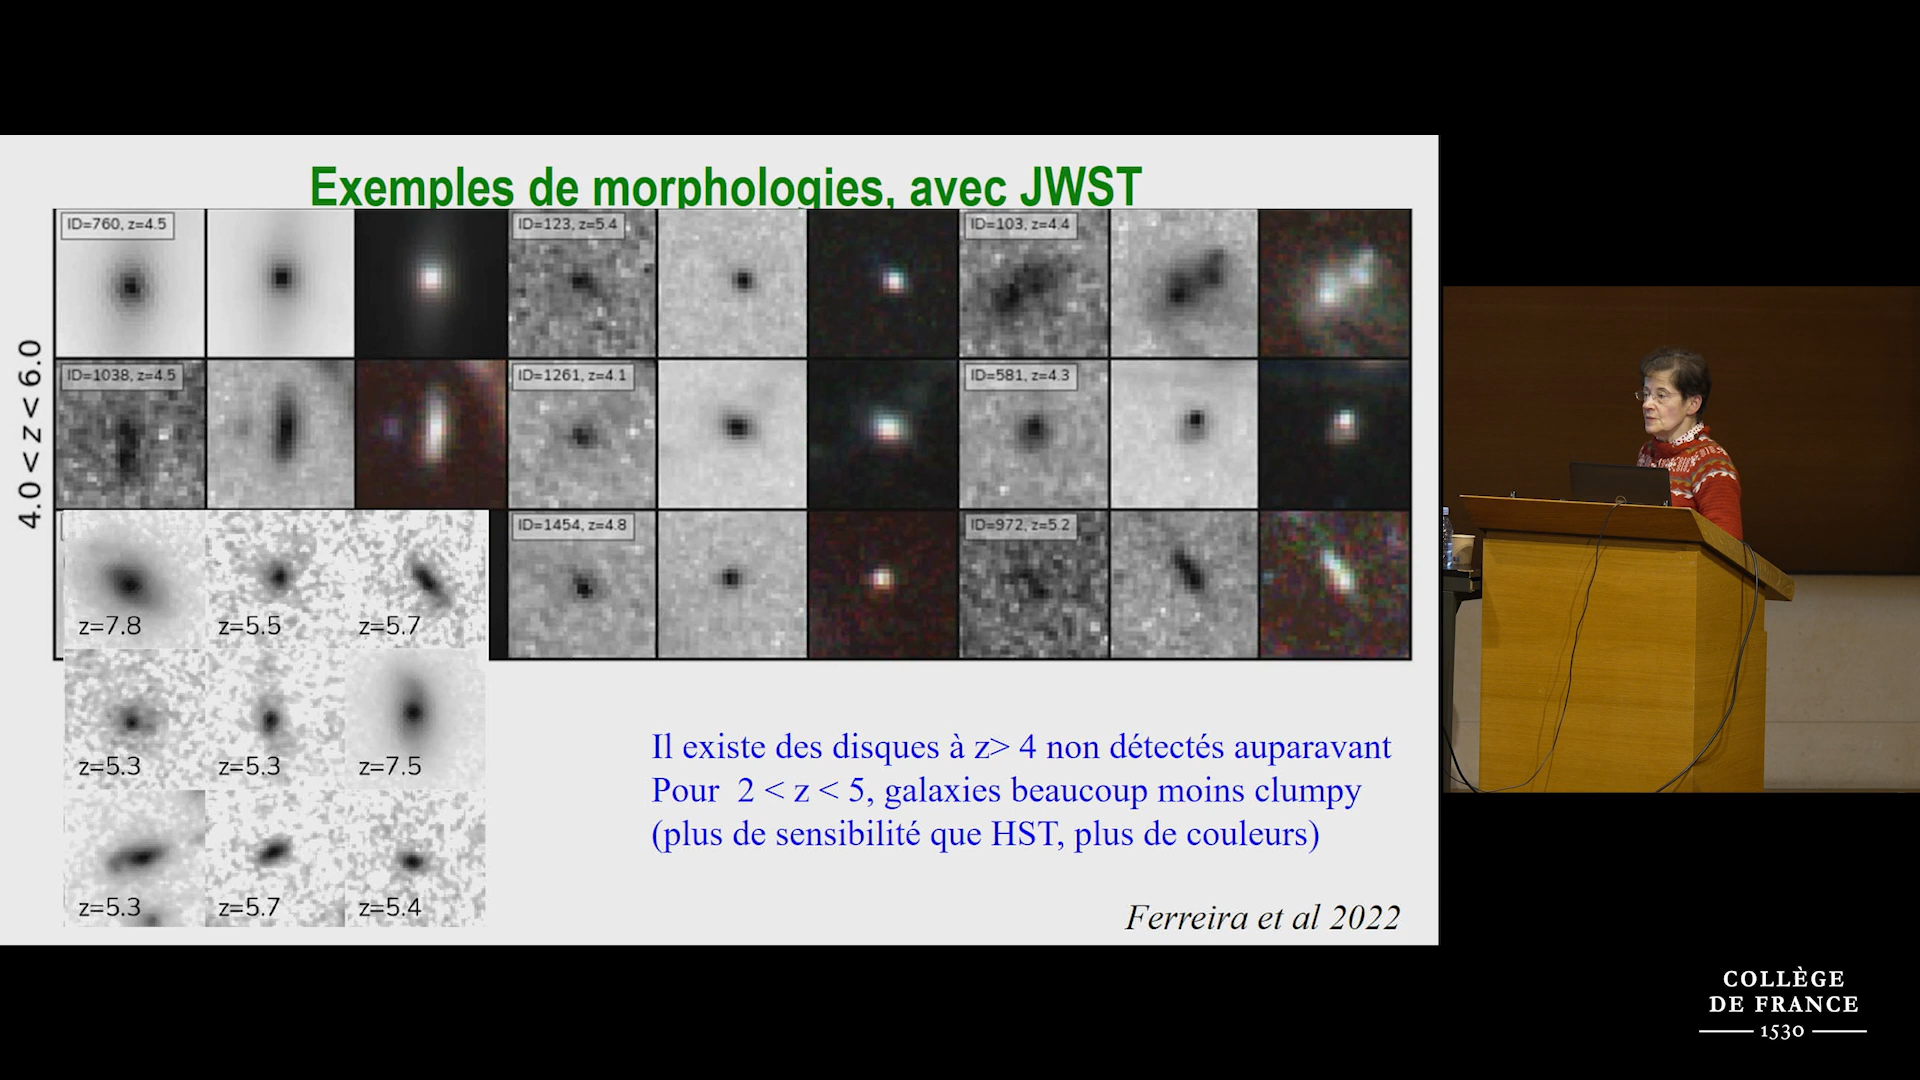 Exemples de morphologies, avec JWST
4.0 < z < 6.0
ID=760, z=4.5
ID=123, z=5.4
ID=103, z=4.4
ID=1038, z=4.5
ID=1261, z=4.1
ID=581, z=4.3
ID=1454, z=4.8
ID=972, z=5.2
z=7.8
z=5.5
z=5.7
z=5.3
z=5.3
z=7.5
z=5.3
z=5.7
z=5.4
Il existe des disques à z> 4 non détectés auparavant
Pour 2 < z < 5, galaxies beaucoup moins clumpy
(plus de sensibilité que HST, plus de couleurs)
Ferreira et al 2022
COLLÈGE
DE FRANCE
1530